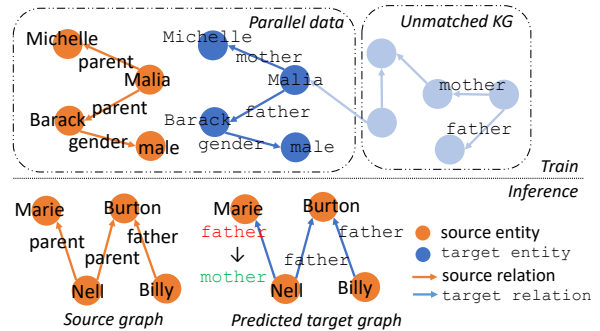 Parallel data
Unmatched KG
Michelle
parent
Malia
parent
Barack
gender
male
Michelle
mother
Malia
father
Barack
gender
male
mother
father
Train
Inference
Marie
Burton
parent
father
parent
Nell
Billy
Source graph
Marie
Burton
father
father
mother
father
Nell
Billy
Predicted target graph
source entity
target entity
source relation
target relation